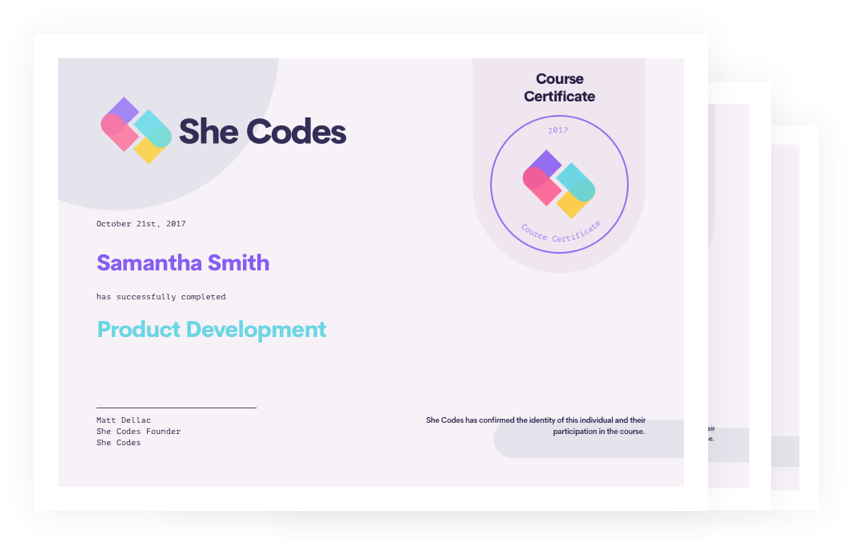 She Codes
Course
Certificate
2017
Cource Certificate
October 21st, 2017
Samantha Smith
has successfully completed
Product Development
Matt Dellac
She Codes Founder
She Codes
She Codes has confirmed the identity of this individual and their
participation in the course.
eir
e.